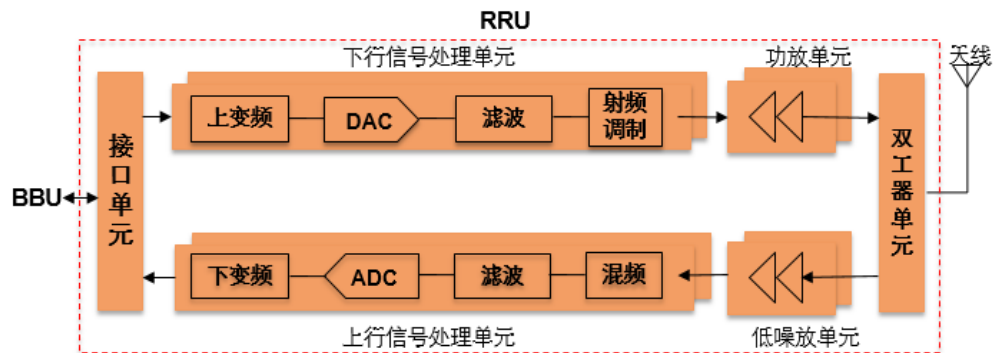 RRU
下行信号处理单元
功放单元
天线
上变频
DAC
滤波
射频
调制
接口单元
双工器单元
BBU
下变频
ADC
滤波
混频
上行信号处理单元
低噪放单元